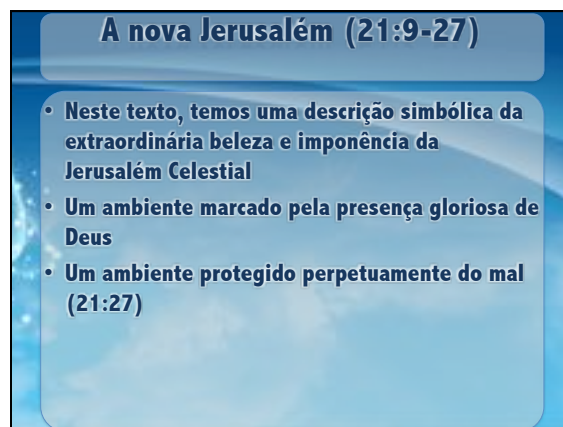 A nova Jerusalém (21:9-27)
• Neste texto, temos uma descrição simbólica da
extraordinária beleza e imponência da
Jerusalém Celestial
• Um ambiente marcado pela presença gloriosa de
Deus
• Um ambiente protegido perpetuamente do mal
(21:27)